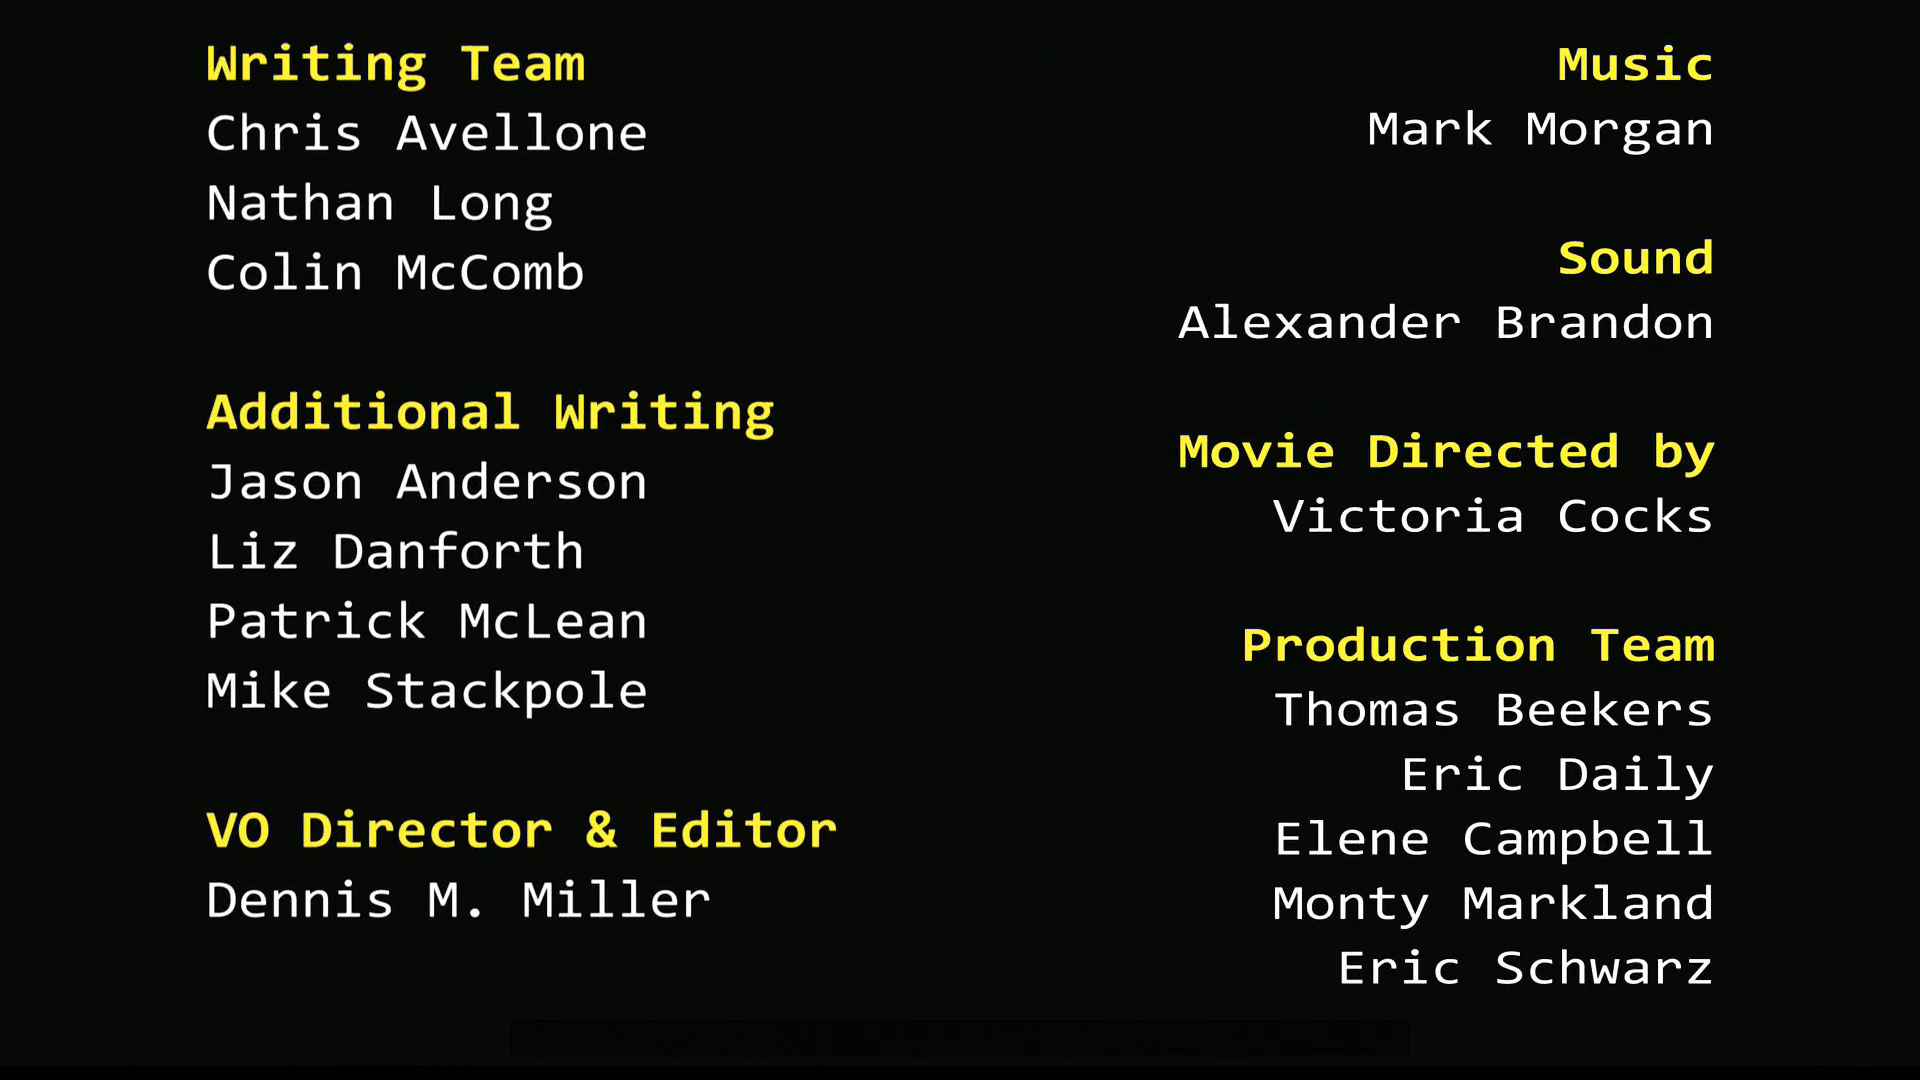 Writing Team
Chris Avellone
Nathan Long
Colin McComb
Additional Writing
Jason Anderson
Liz Danforth
Patrick McLean
Mike Stackpole
VO Director & Editor
Dennis M. Miller
Music
Mark Morgan
Sound
Alexander Brandon
Movie Directed by
Victoria Cocks
Production Team
Thomas Beekers
Eric Daily
Elene Campbell
Monty Markland
Eric Schwarz